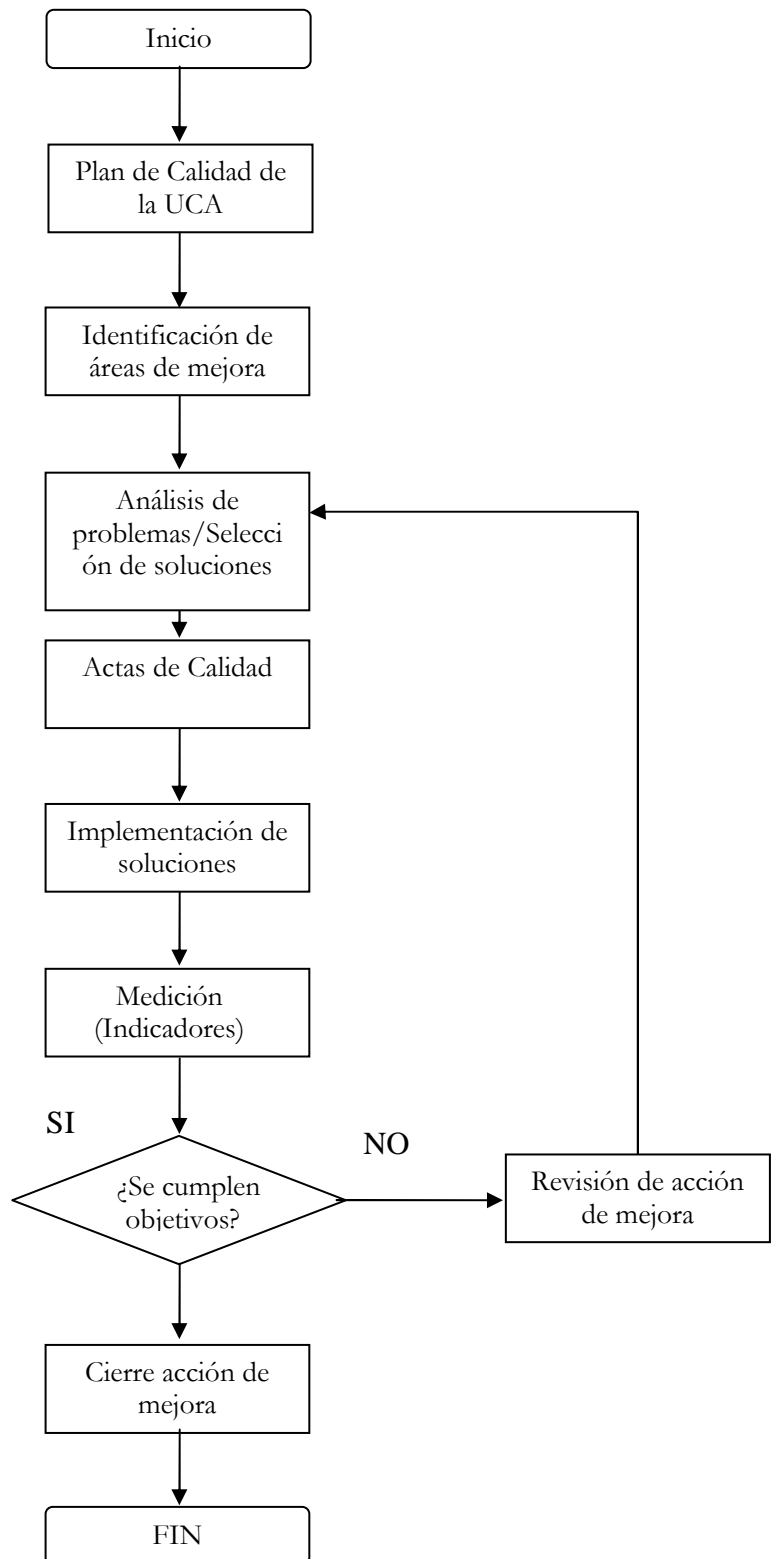 Inicio
Plan de Calidad de
la UCA
Identificación de
áreas de mejora
Análisis de
problemas/Selecci
ón de soluciones
Actas de Calidad
Implementación de
soluciones
Medición
(Indicadores)
SI
NO
¿Se cumplen
objetivos?
Revisión de acción
de mejora
Cierre acción de
mejora
FIN